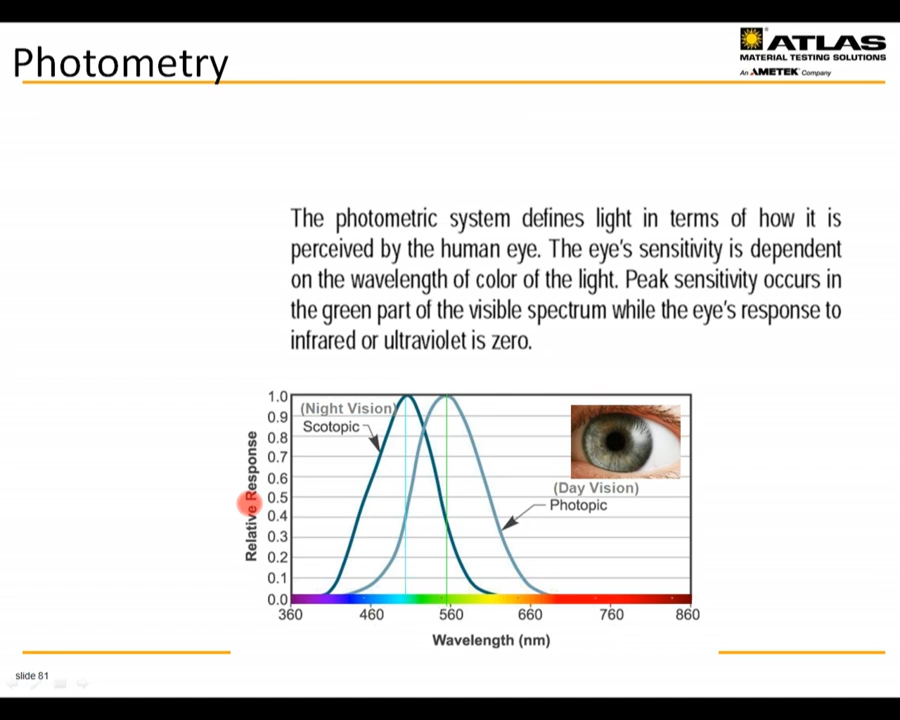 Photometry
ATLAS
MATERIAL TESTING SOLUTIONS
An AMETEK Company
The photometric system defines light in terms of how it is
perceived by the human eye. The eye's sensitivity is dependent
on the wavelength of color of the light. Peak sensitivity occurs in
the green part of the visible spectrum while the eye's response to
infrared or ultraviolet is zero.
1.0
0.9
0.8
0.7
0.6
0.5
0.4
0.3
0.2
0.1
0.0
Relative Response
(Night Vision)
Scotopic
(Day Vision)
Photopic
360 460 560 660 760 860
Wavelength (nm)
slide 81